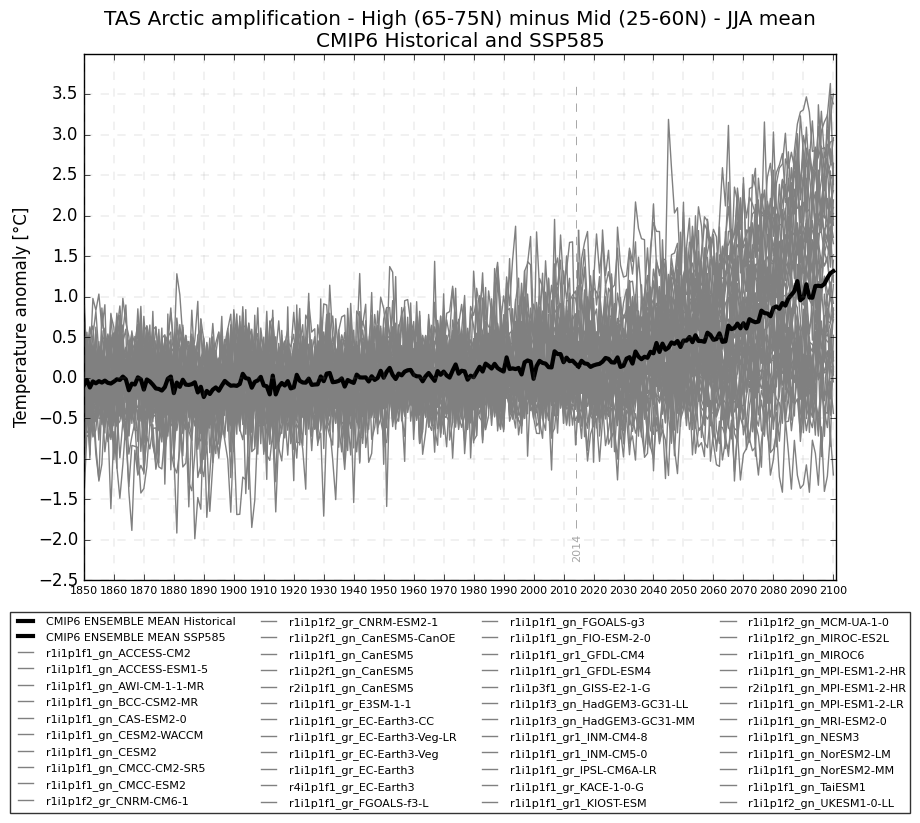 TAS Arctic amplification - High (65-75N) minus Mid (25-60N) - JJA mean
CMIP6 Historical and SSP585
Temperature anomaly [°C]
3.5
3.0
2.5
2.0
1.5
1.0
0.5
0.0
−0.5
−1.0
−1.5
−2.0
−2.5
2014
1850 1860 1870 1880 1890 1900 1910 1920 1930 1940 1950 1960 1970 1980 1990 2000 2010 2020 2030 2040 2050 2060 2070 2080 2090 2100
CMIP6 ENSEMBLE MEAN Historical
CMIP6 ENSEMBLE MEAN SSP585
r1i1p1f1_gn_ACCESS-CM2
r1i1p1f1_gn_ACCESS-ESM1-5
r1i1p1f1_gn_AWI-CM-1-1-MR
r1i1p1f1_gn_BCC-CSM2-MR
r1i1p1f1_gn_CAS-ESM2-0
r1i1p1f1_gn_CESM2-WACCM
r1i1p1f1_gn_CESM2
r1i1p1f1_gn_CMCC-CM2-SR5
r1i1p1f1_gn_CMCC-ESM2
r1i1p1f2_gr_CNRM-CM6-1
r1i1p1f2_gr_CNRM-ESM2-1
r1i1p2f1_gn_CanESM5-CanOE
r1i1p1f1_gn_CanESM5
r1i1p2f1_gn_CanESM5
r2i1p1f1_gn_CanESM5
r1i1p1f1_gr_E3SM-1-1
r1i1p1f1_gr_EC-Earth3-CC
r1i1p1f1_gr_EC-Earth3-Veg-LR
r1i1p1f1_gr_EC-Earth3-Veg
r1i1p1f1_gr_EC-Earth3
r4i1p1f1_gr_EC-Earth3
r1i1p1f1_gr_FGOALS-f3-L
r1i1p1f1_gn_FGOALS-g3
r1i1p1f1_gn_FIO-ESM-2-0
r1i1p1f1_gr1_GFDL-CM4
r1i1p1f1_gr1_GFDL-ESM4
r1i1p3f1_gn_GISS-E2-1-G
r1i1p1f3_gn_HadGEM3-GC31-LL
r1i1p1f3_gn_HadGEM3-GC31-MM
r1i1p1f1_gr1_INM-CM4-8
r1i1p1f1_gr1_INM-CM5-0
r1i1p1f1_gr_IPSL-CM6A-LR
r1i1p1f1_gr_KACE-1-0-G
r1i1p1f1_gr1_KIOST-ESM
r1i1p1f2_gn_MCM-UA-1-0
r1i1p1f2_gn_MIROC-ES2L
r1i1p1f1_gn_MIROC6
r1i1p1f1_gn_MPI-ESM1-2-HR
r2i1p1f1_gn_MPI-ESM1-2-HR
r1i1p1f1_gn_MPI-ESM1-2-LR
r1i1p1f1_gn_MRI-ESM2-0
r1i1p1f1_gn_NESM3
r1i1p1f1_gn_NorESM2-LM
r1i1p1f1_gn_NorESM2-MM
r1i1p1f1_gn_TaiESM1
r1i1p1f2_gn_UKESM1-0-LL